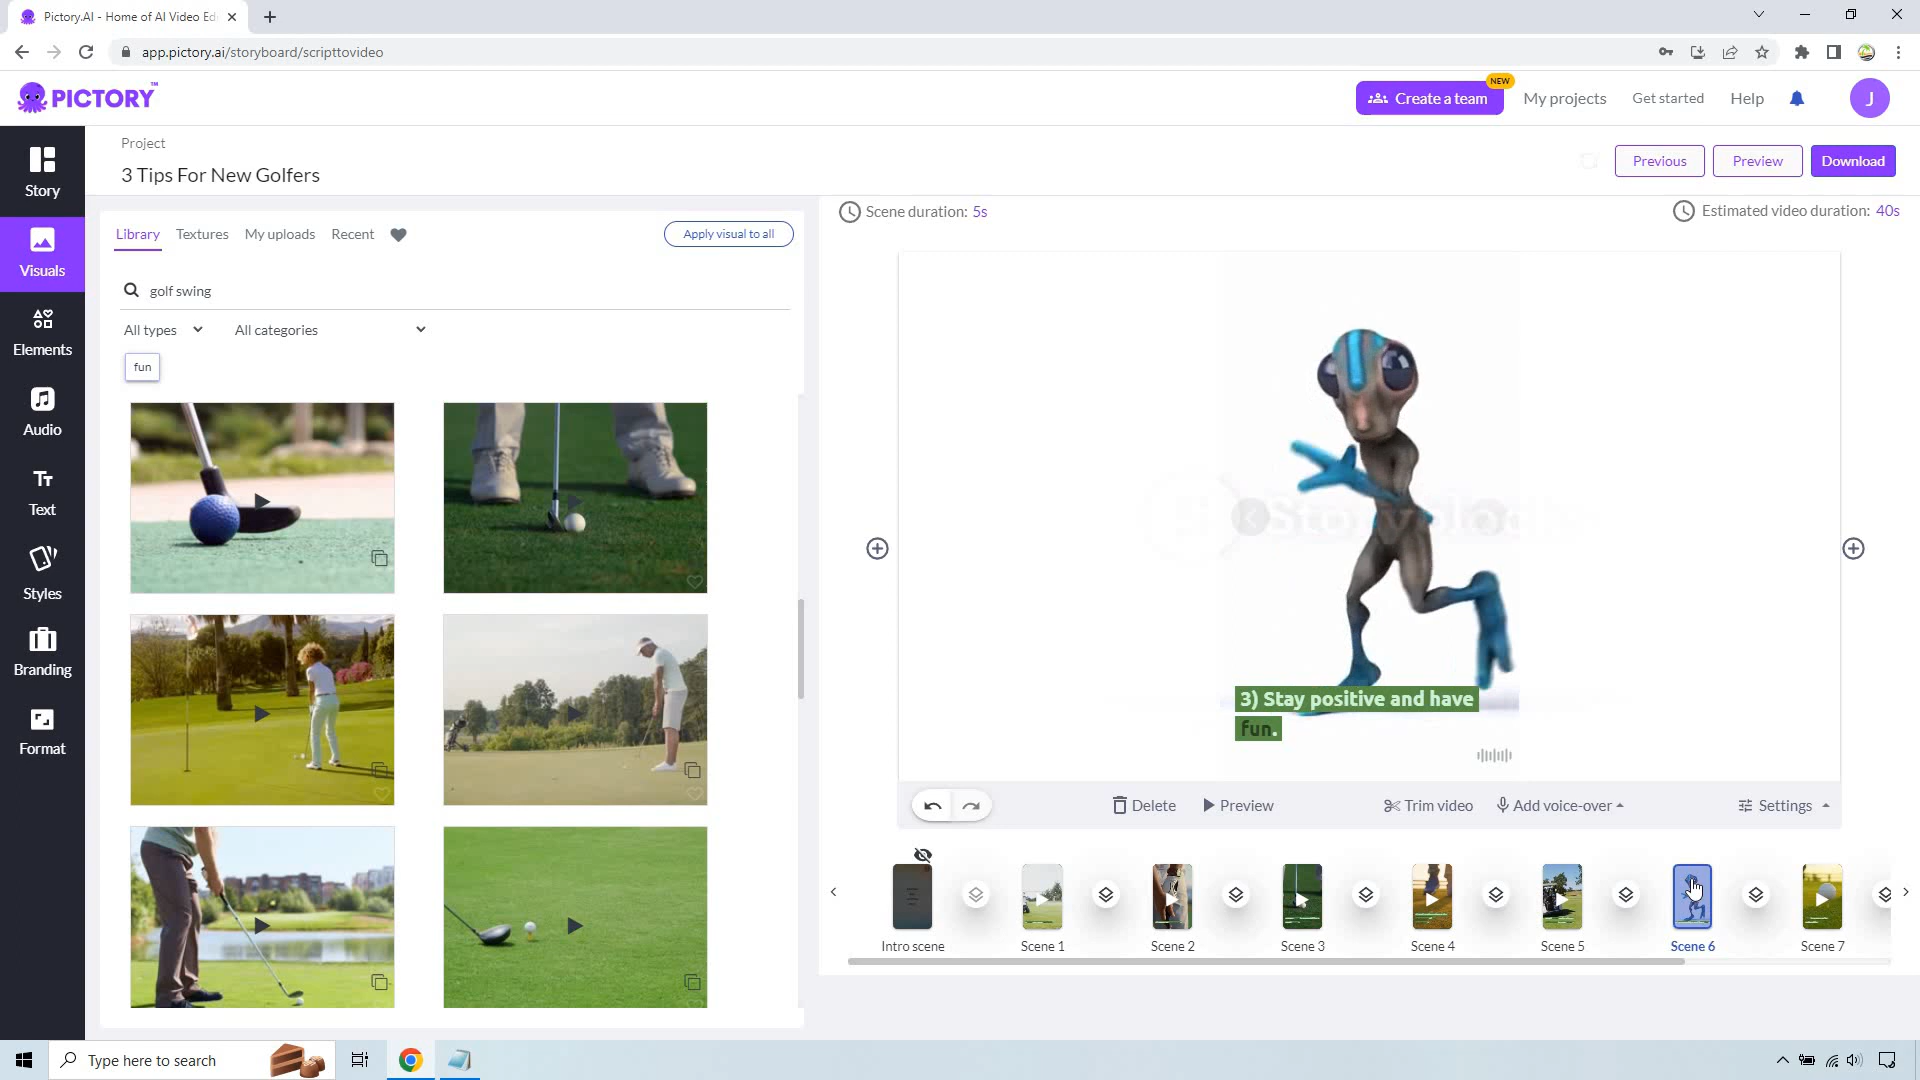 Pictory.AI - Home of AI Video Ed
app.pictory.ai/storyboard/scripttovideo
PICTORY™
NEW
Create a team
My projects
Get started
Help
J
Project
3 Tips For New Golfers
Previous
Preview
Download
Story
Visuals
Elements
Audio
Text
Styles
Branding
Format
Library
Textures
My uploads
Recent
Apply visual to all
golf swing
All types
All categories
fun
Scene duration: 5s
Estimated video duration: 40s
Storyblocks
3) Stay positive and have
fun.
Delete
Preview
Trim video
Add voice-over
Settings
Intro scene
Scene 1
Scene 2
Scene 3
Scene 4
Scene 5
Scene 6
Scene 7
Type here to search